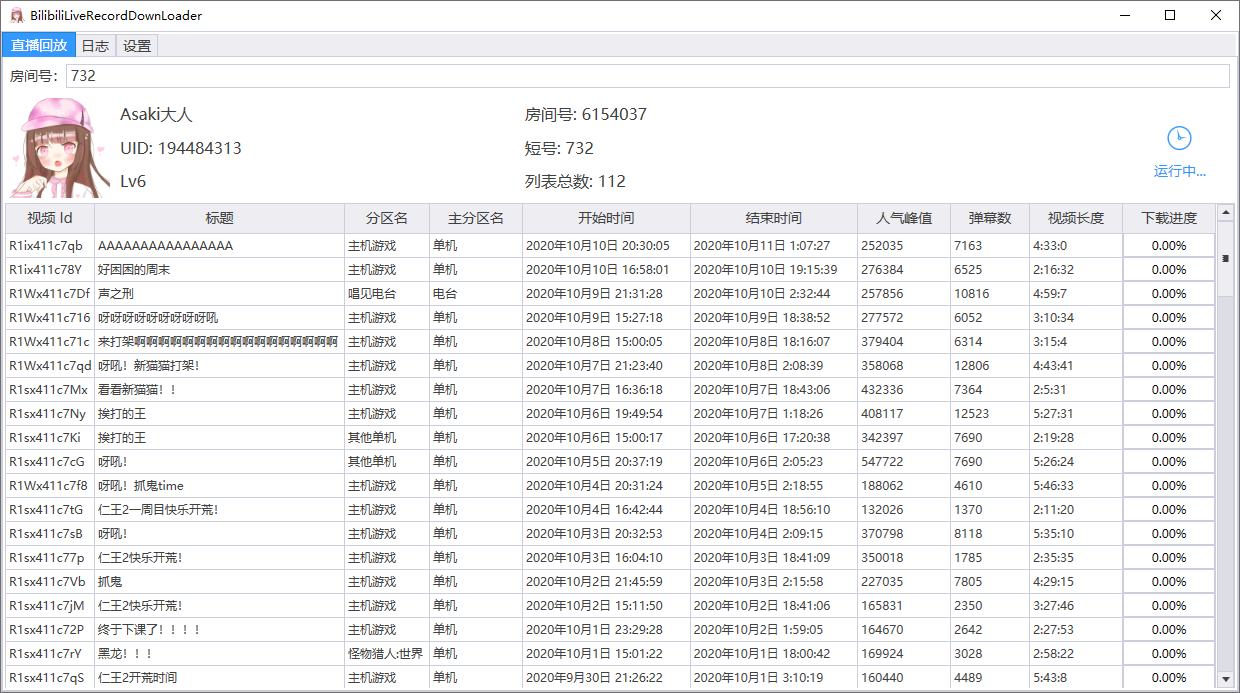 BilibiliLiveRecordDownLoader
直播回放 日志 设置
房间号: 732
Asaki大人 房间号: 6154037
UID: 194484313 短号: 732
Lv6 列表总数: 112
运行中...
视频 Id 标题 分区名 主分区名 开始时间 结束时间 人气峰值 弹幕数 视频长度 下载进度
R1ix411c7qb AAAAAAAAAAAAAAAA 主机游戏 单机 2020年10月10日 20:30:05 2020年10月11日 1:07:27 252035 7163 4:33:0 0.00%
R1ix411c78Y 好困困的周末 主机游戏 单机 2020年10月10日 16:58:01 2020年10月10日 19:15:39 276384 6525 2:16:32 0.00%
R1Wx411c7Df 声之刑 唱见电台 电台 2020年10月9日 21:31:28 2020年10月10日 2:32:44 257856 10816 4:59:7 0.00%
R1Wx411c716 呀呀呀呀呀呀呀呀呀吼 主机游戏 单机 2020年10月9日 15:27:18 2020年10月9日 18:38:52 277572 6052 3:10:34 0.00%
R1Wx411c71c 来打架啊啊啊啊啊啊啊啊啊啊啊啊啊啊啊啊啊 主机游戏 单机 2020年10月8日 15:00:05 2020年10月8日 18:16:07 379404 6314 3:15:4 0.00%
R1Wx411c7qd 呀吼！新猫猫打架！ 主机游戏 单机 2020年10月7日 21:23:40 2020年10月8日 2:08:39 358068 12806 4:43:41 0.00%
R1sx411c7Mx 看看新猫猫！！ 主机游戏 单机 2020年10月7日 16:36:18 2020年10月7日 18:43:06 432336 7364 2:5:31 0.00%
R1sx411c7Ny 挨打的王 主机游戏 单机 2020年10月6日 19:49:54 2020年10月7日 1:18:26 408117 12523 5:27:31 0.00%
R1sx411c7Ki 挨打的王 其他单机 单机 2020年10月6日 15:00:17 2020年10月6日 17:20:38 342397 7690 2:19:28 0.00%
R1sx411c7cG 呀吼！ 其他单机 单机 2020年10月5日 20:37:19 2020年10月6日 2:05:23 547722 7690 5:26:24 0.00%
R1Wx411c7f8 呀吼！抓鬼time 主机游戏 单机 2020年10月4日 20:31:24 2020年10月5日 2:18:55 188062 4610 5:46:33 0.00%
R1sx411c7tG 仁王2一周目快乐开荒！ 主机游戏 单机 2020年10月4日 16:42:44 2020年10月4日 18:56:10 132026 1370 2:11:20 0.00%
R1sx411c7sB 呀吼！ 主机游戏 单机 2020年10月3日 20:32:53 2020年10月4日 2:09:15 370798 8118 5:35:10 0.00%
R1sx411c77p 仁王2快乐开荒！ 主机游戏 单机 2020年10月3日 16:04:10 2020年10月3日 18:41:09 350018 1785 2:35:35 0.00%
R1sx411c7Vb 抓鬼 主机游戏 单机 2020年10月2日 21:45:59 2020年10月3日 2:15:58 227035 7805 4:29:15 0.00%
R1sx411c7jM 仁王2快乐开荒！ 主机游戏 单机 2020年10月2日 15:11:50 2020年10月2日 18:41:06 165831 2350 3:27:46 0.00%
R1sx411c72P 终于下课了！！！！ 主机游戏 单机 2020年10月1日 23:29:28 2020年10月2日 1:59:05 164670 2642 2:27:53 0.00%
R1sx411c7rY 黑龙！！！ 怪物猎人:世界 单机 2020年10月1日 15:01:22 2020年10月1日 18:00:42 169924 3028 2:58:22 0.00%
R1sx411c7qS 仁王2开荒时间 主机游戏 单机 2020年9月30日 21:26:22 2020年10月1日 3:10:19 160440 4489 5:43:8 0.00%